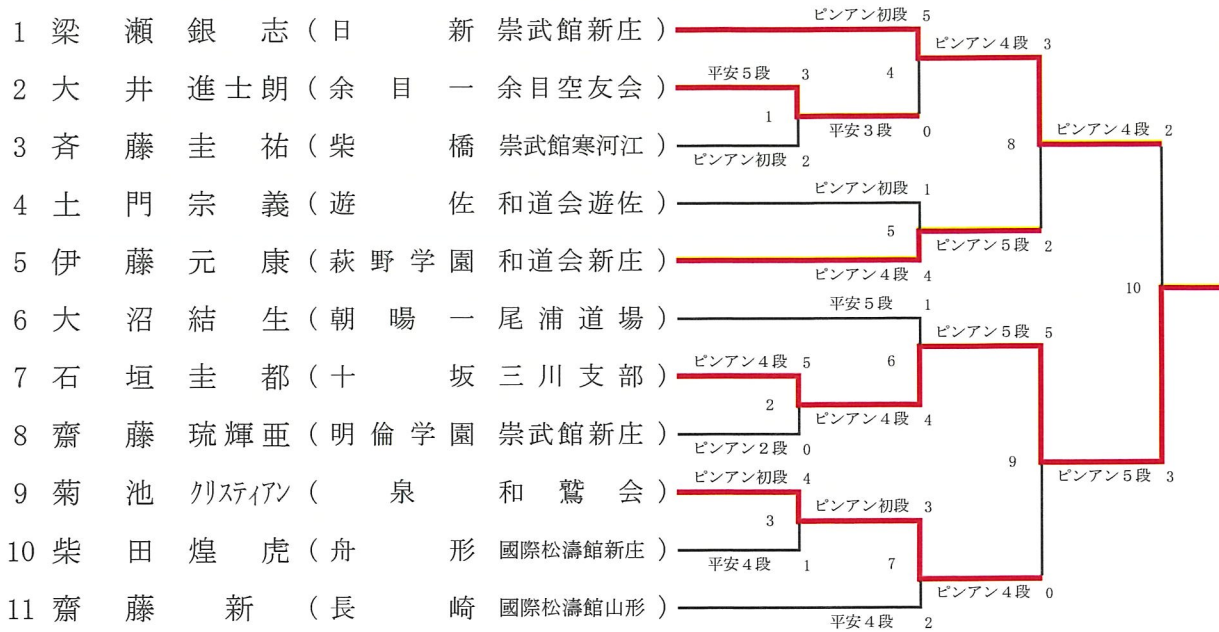 1 梁瀬銀志（日新 崇武館新庄）
ピンアン初段 5
ピンアン4段 3
2 大井進士朗（余目一 余目空友会）
平安5段 3
4
1
平安3段 0
8
ピンアン4段 2
3 斉藤圭祐（柴橋 崇武館寒河江）
ピンアン初段 2
4 土門宗義（遊佐 和道会遊佐）
ピンアン初段 1
5
ピンアン5段 2
5 伊藤元康（萩野学園 和道会新庄）
ピンアン4段 4
10
6 大沼結生（朝暘一 尾浦道場）
平安5段 1
ピンアン5段 5
7 石垣圭都（十坂 三川支部）
ピンアン4段 5
6
2
ピンアン4段 4
8 齋藤琉輝亜（明倫学園 崇武館新庄）
ピンアン2段 0
9
ピンアン5段 3
9 菊池クリスティアン（泉 和鷲会）
ピンアン初段 4
ピンアン初段 3
3
10 柴田煌虎（舟形 國際松濤館新庄）
平安4段 1
7
ピンアン4段 0
11 齋藤新（長崎 國際松濤館山形）
平安4段 2